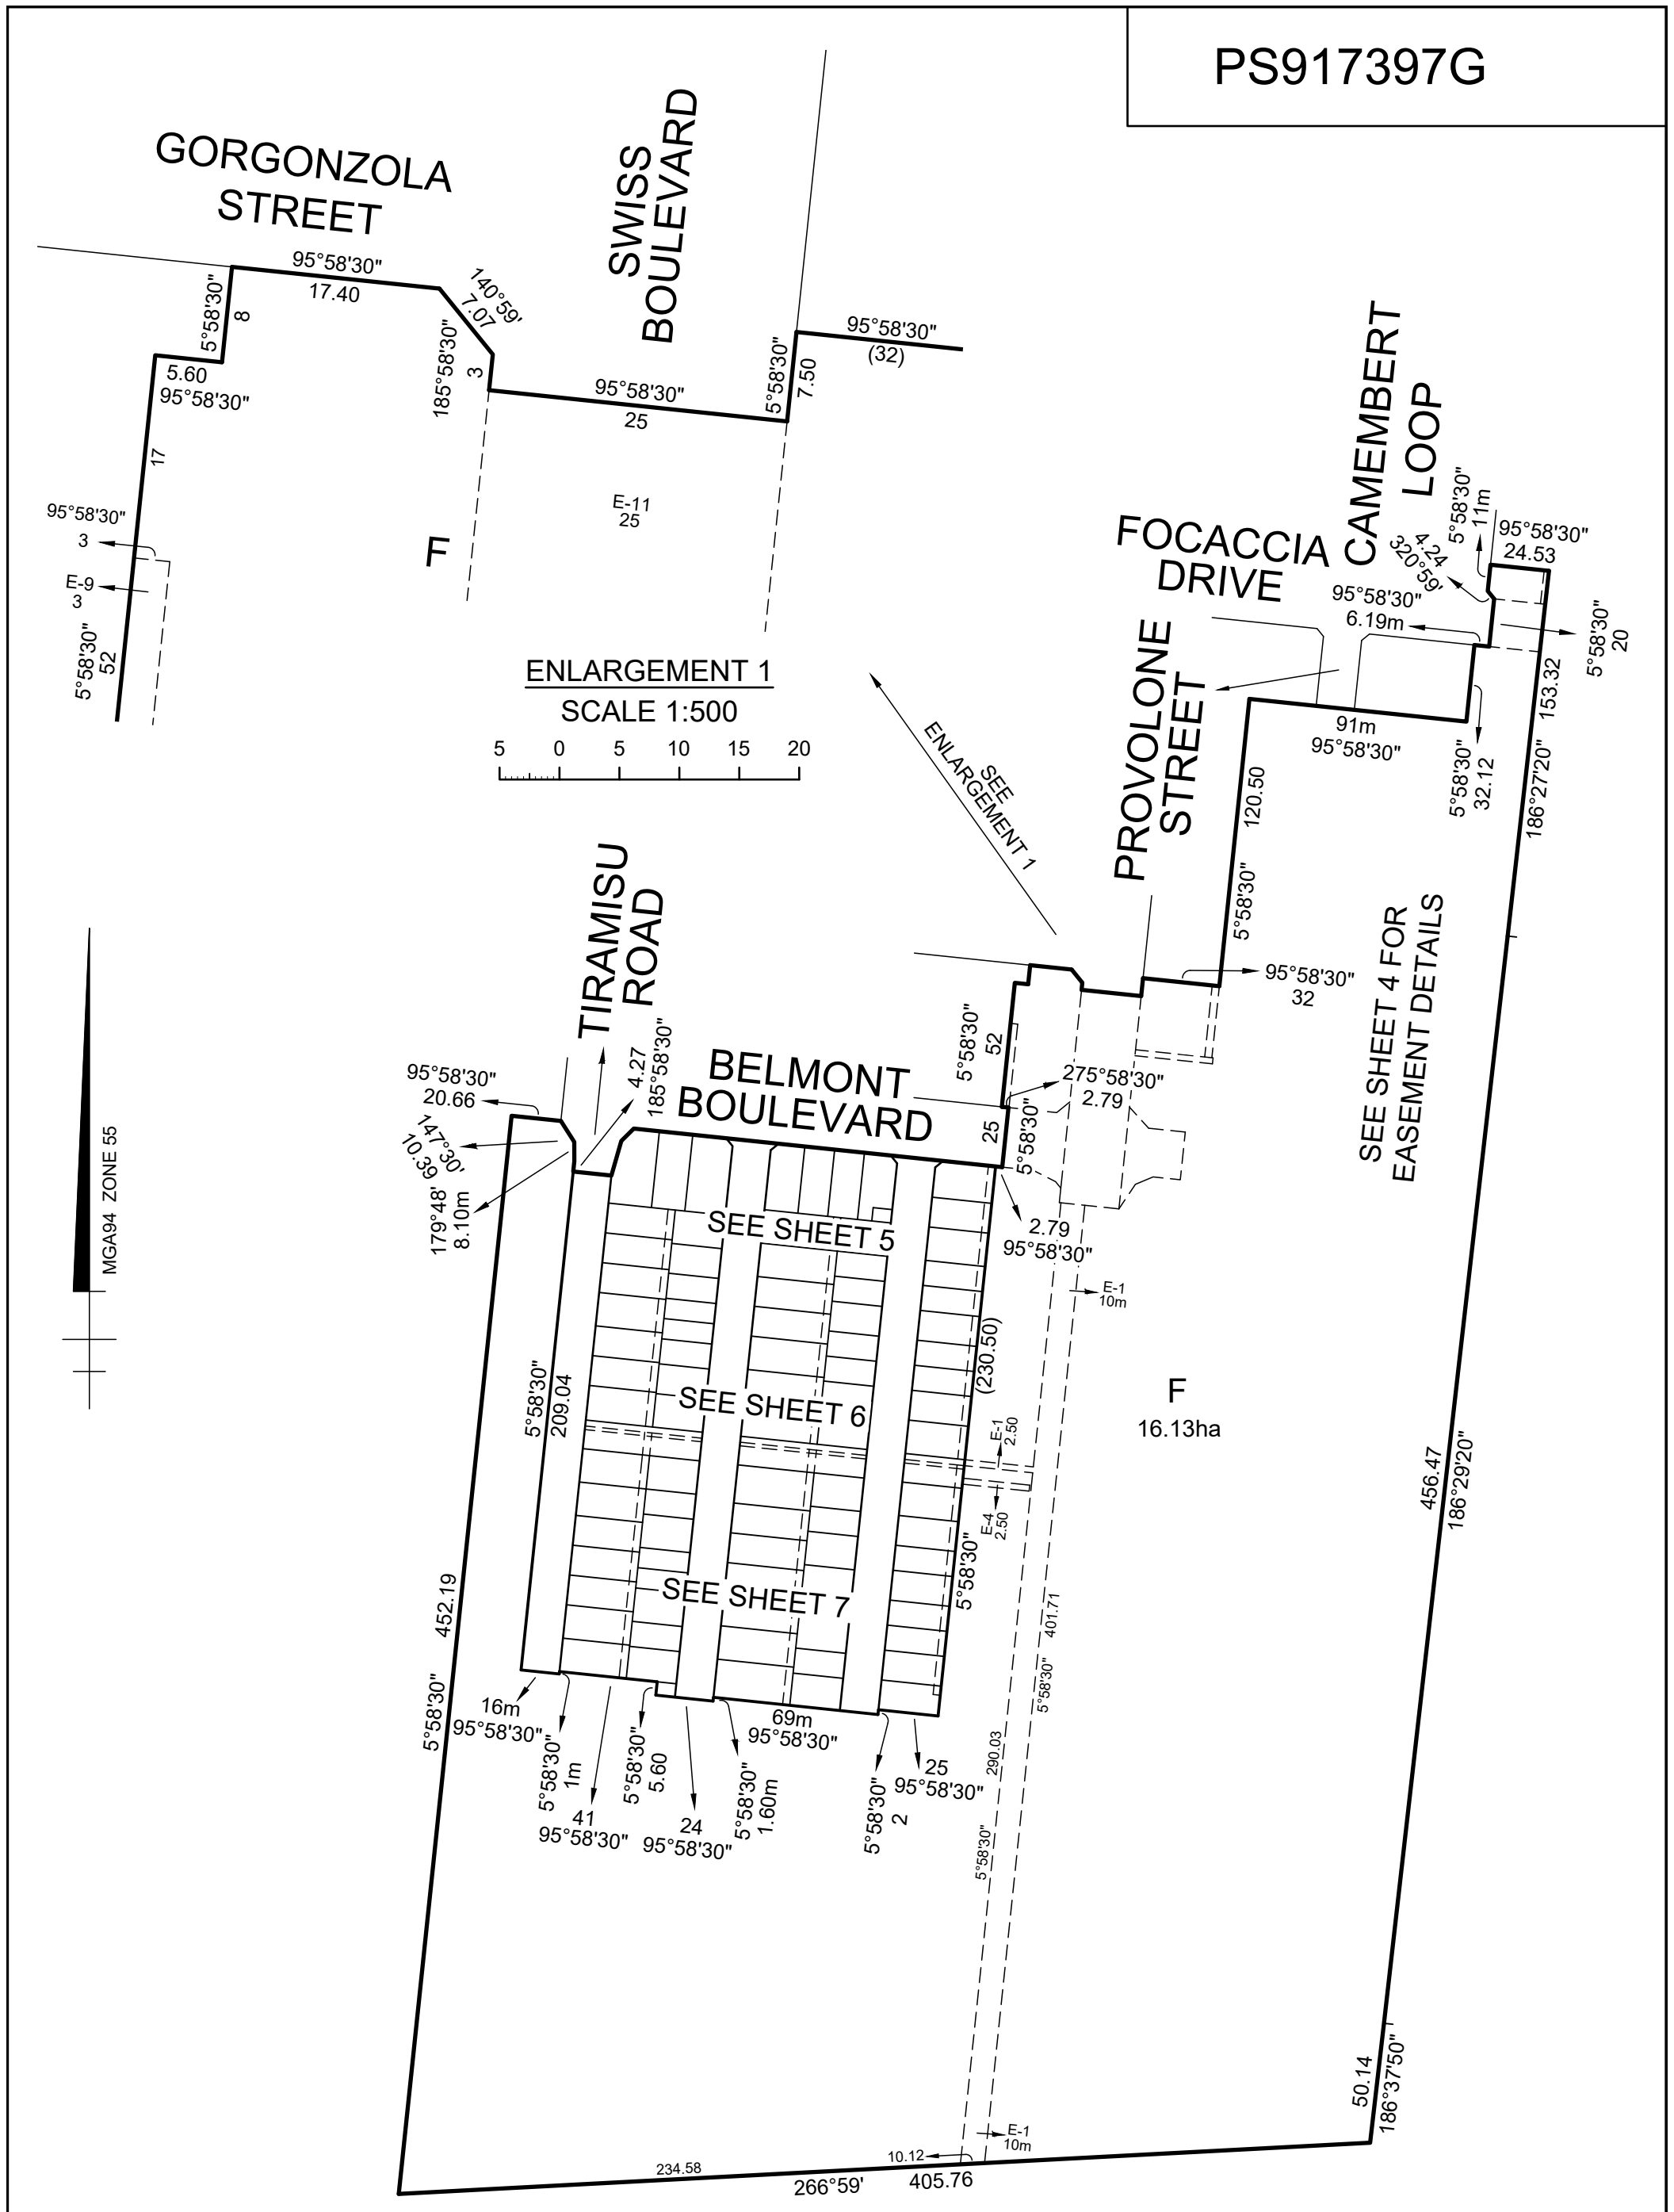 PS917397G
GORGONZOLA
STREET
SWISS
BOULEVARD
95°58'30"
17.40
140°59'
7.07
5°58'30"
8
185°58'30"
3
5.60
95°58'30"
95°58'30"
25
5°58'30"
7.50
95°58'30"
(32)
17
95°58'30"
3
E-9
3
5°58'30"
52
F
E-11
25
ENLARGEMENT 1
SCALE 1:500
5 0 5 10 15 20
CAMEMBERT
LOOP
FOCACCIA
DRIVE
PROVOLONE
STREET
5°58'30"
11m
95°58'30"
24.53
4.24
320°59'
95°58'30"
6.19m
5°58'30"
20
153.32
186°27'20"
91m
95°58'30"
5°58'30"
32.12
120.50
5°58'30"
SEE
ENLARGEMENT 1
95°58'30"
32
SEE SHEET 4 FOR
EASEMENT DETAILS
TIRAMISU
ROAD
BELMONT
BOULEVARD
95°58'30"
20.66
147°30'
10.39
179°48'
8.10m
4.27
185°58'30"
5°58'30"
52
275°58'30"
2.79
25
5°58'30"
2.79
95°58'30"
MGA94 ZONE 55
SEE SHEET 5
E-1
10m
(230.50)
5°58'30"
209.04
SEE SHEET 6
F
16.13ha
E-1
2.50
E-4
2.50
5°58'30"
456.47
186°29'20"
SEE SHEET 7
452.19
5°58'30"
401.71
5°58'30"
16m
95°58'30"
5°58'30"
1m
41
95°58'30"
5°58'30"
5.60
24
95°58'30"
5°58'30"
1.60m
69m
95°58'30"
5°58'30"
2
25
95°58'30"
290.03
5°58'30"
50.14
186°37'50"
E-1
10m
10.12
234.58
266°59'
405.76